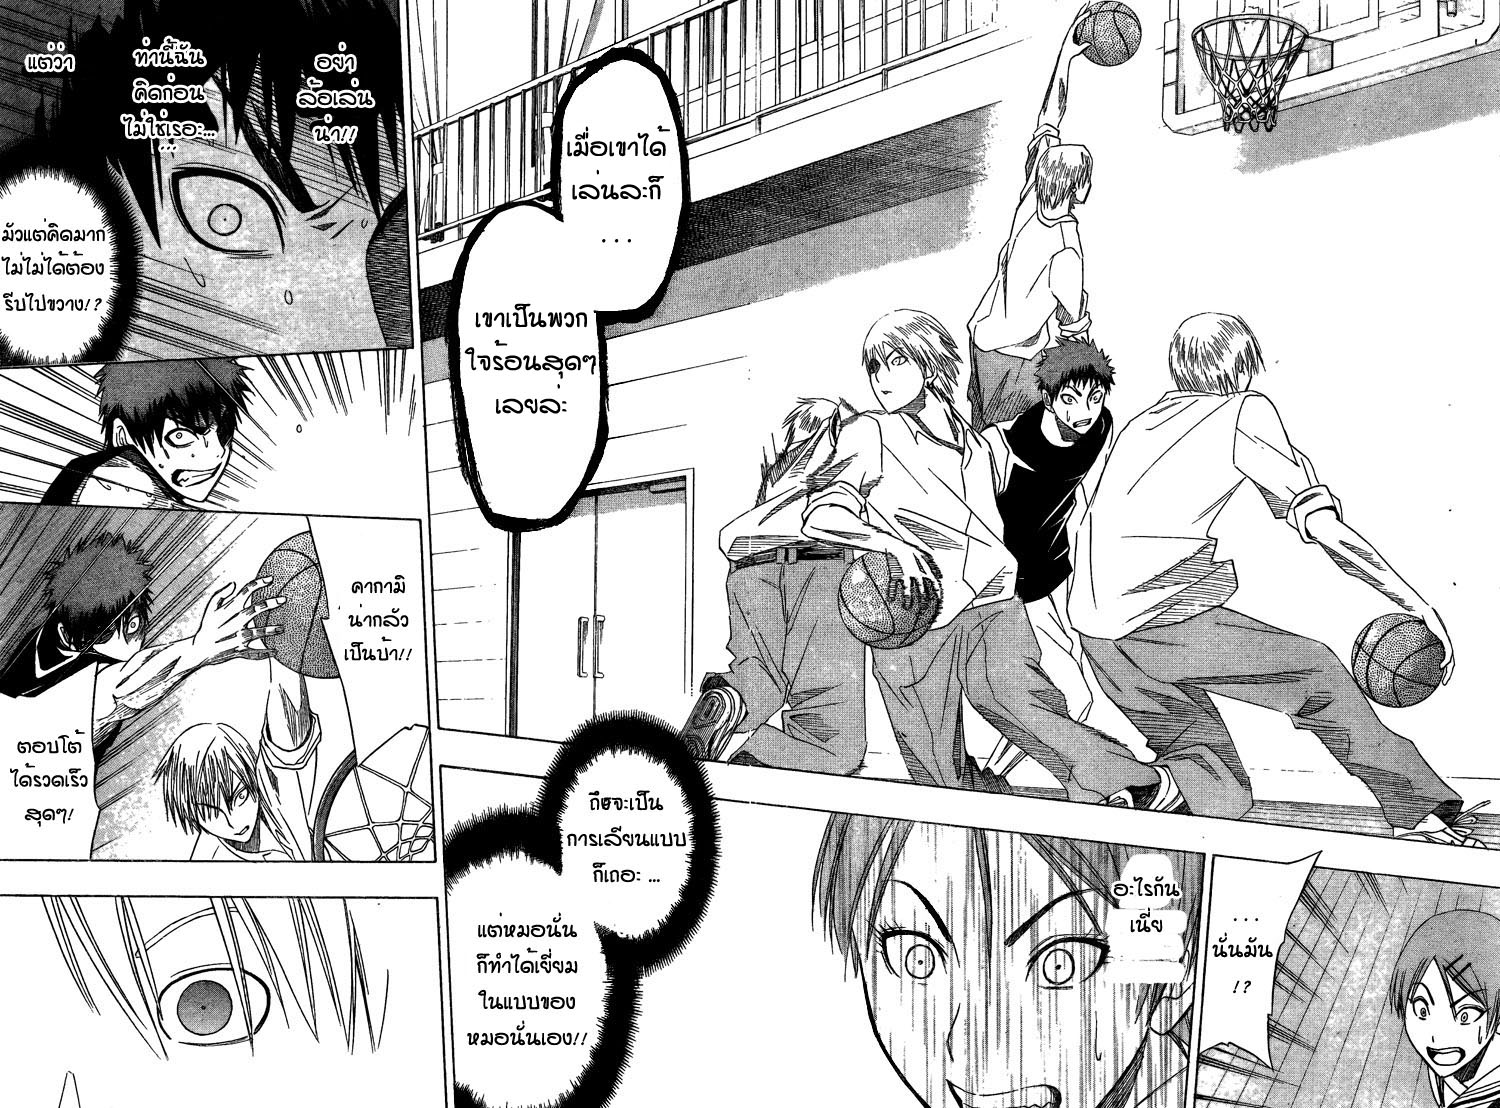 เมื่อเขาได้
เล่นละก็
...
เขาเป็นพวก
ใจร้อนสุดๆ
เลยล่ะ
...
นั่นมัน
!?
อะไรกัน
เนี่ย
ถึงจะเป็น
การเลียนแบบ
ก็เถอะ ...
แต่หมอนั่น
ก็ทำได้เยี่ยม
ในแบบของ
หมอนั่นเอง!!
อย่า
ล้อเล่น
น่า!!
ท่านี้ฉัน
คิดก่อน
ไม่ใช่เรอะ...
...
แต่ว่า
มัวแต่คิดมาก
ไม่ไม่ได้ต้อง
รีบไปขวาง!?
คากามิ
น่ากลัว
เป็นบ้า!!
ตอบโต้
ได้รวดเร็ว
สุดๆ!